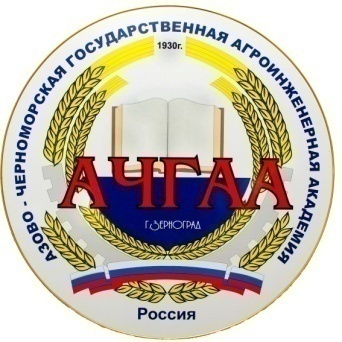 АЗОВО - ЧЕРНОМОРСКАЯ ГОСУДАРСТВЕННАЯ АГРОИНЖЕНЕРНАЯ АКАДЕМИЯ
1930г.
АЧГАА
Г.ЗЕРНОГРАД
Россия